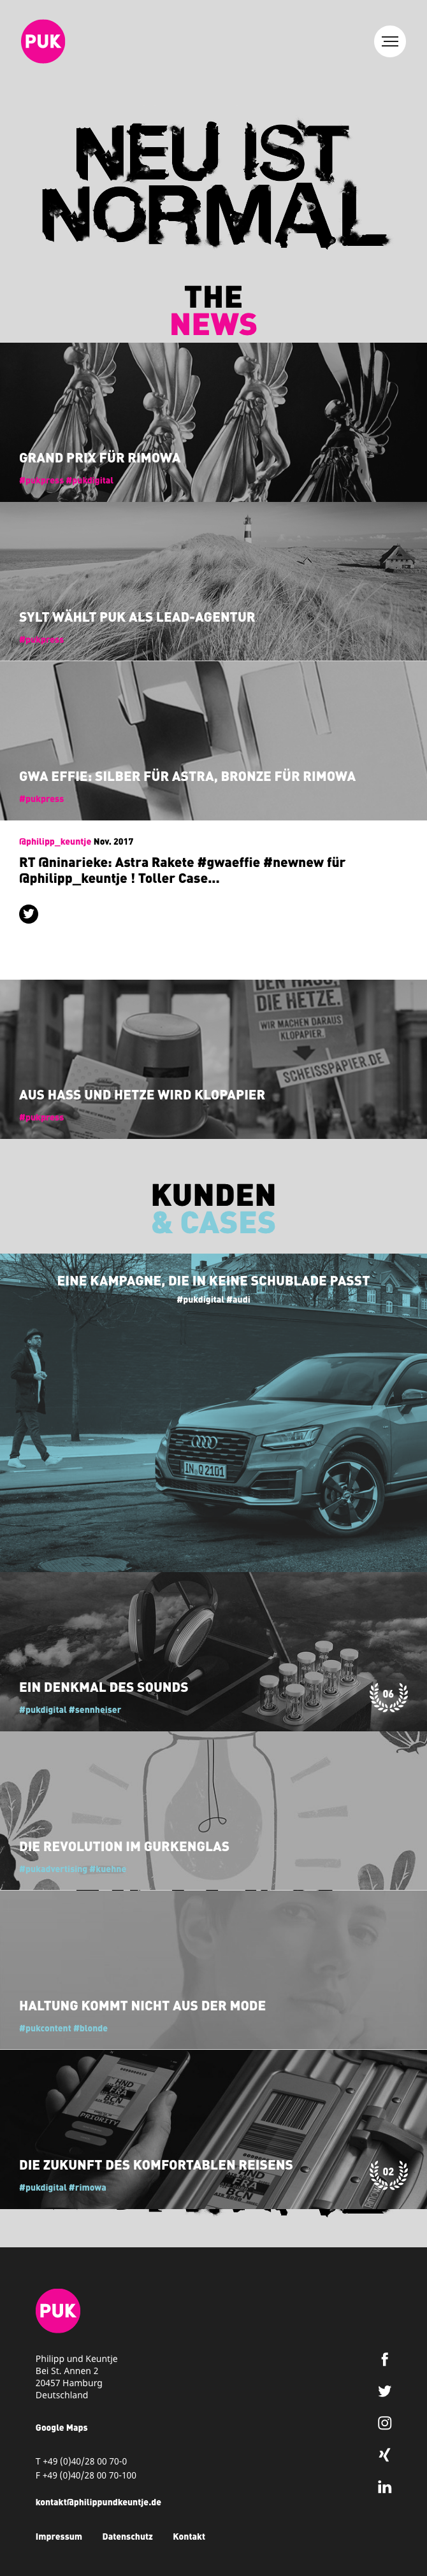 PUK
NEU IST
NORMAL
THE
NEWS
GRAND PRIX FÜR RIMOWA
#pukpress #pukdigital
SYLT WÄHLT PUK ALS LEAD-AGENTUR
#pukpress
GWA EFFIE: SILBER FÜR ASTRA, BRONZE FÜR RIMOWA
#pukpress
@philipp_keuntje Nov. 2017
RT @ninarieke: Astra Rakete #gwaeffie #newnew für
@philipp_keuntje ! Toller Case...
DEN HASS.
DIE HETZE.
WIR MACHEN DARAUS
KLOPAPIER.
SCHEISSPAPIER.DE
AUS HASS UND HETZE WIRD KLOPAPIER
#pukpress
KUNDEN
& CASES
EINE KAMPAGNE, DIE IN KEINE SCHUBLADE PASST
#pukdigital #audi
IN Q 2101
EIN DENKMAL DES SOUNDS
#pukdigital #sennheiser
06
DIE REVOLUTION IM GURKENGLAS
#pukadvertising #kuehne
HALTUNG KOMMT NICHT AUS DER MODE
#pukcontent #blonde
PRIORITY
DIE ZUKUNFT DES KOMFORTABLEN REISENS
#pukdigital #rimowa
02
PUK
Philipp und Keuntje
Bei St. Annen 2
20457 Hamburg
Deutschland
Google Maps
T +49 (0)40/28 00 70-0
F +49 (0)40/28 00 70-100
kontakt@philippundkeuntje.de
Impressum Datenschutz Kontakt